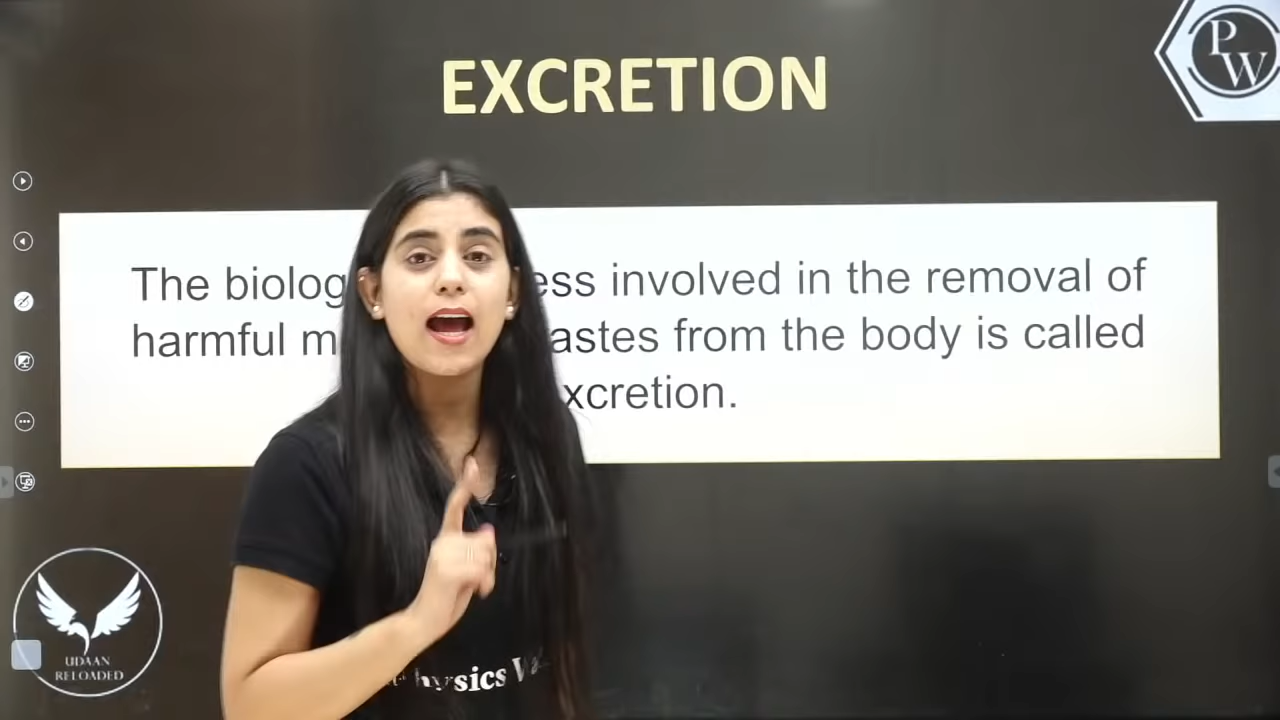 EXCRETION
P
W
The biolog ess involved in the removal of
harmful m astes from the body is called
xcretion.
UDAAN
RELOADED
hysics W